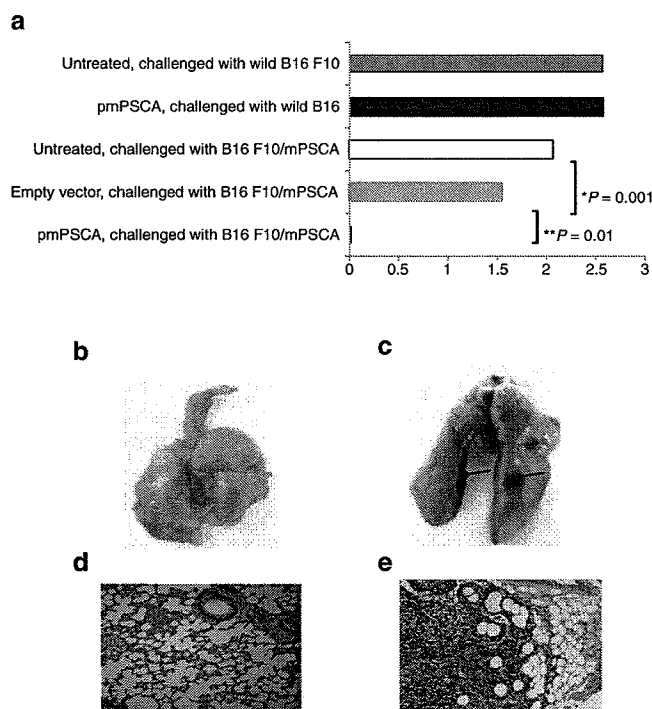 a
Untreated, challenged with wild B16 F10
pmPSCA, challenged with wild B16
Untreated, challenged with B16 F10/mPSCA
Empty vector, challenged with B16 F10/mPSCA
pmPSCA, challenged with B16 F10/mPSCA
*P = 0.001
**P = 0.01
0 0.5 1 1.5 2 2.5 3
b
c
d
e